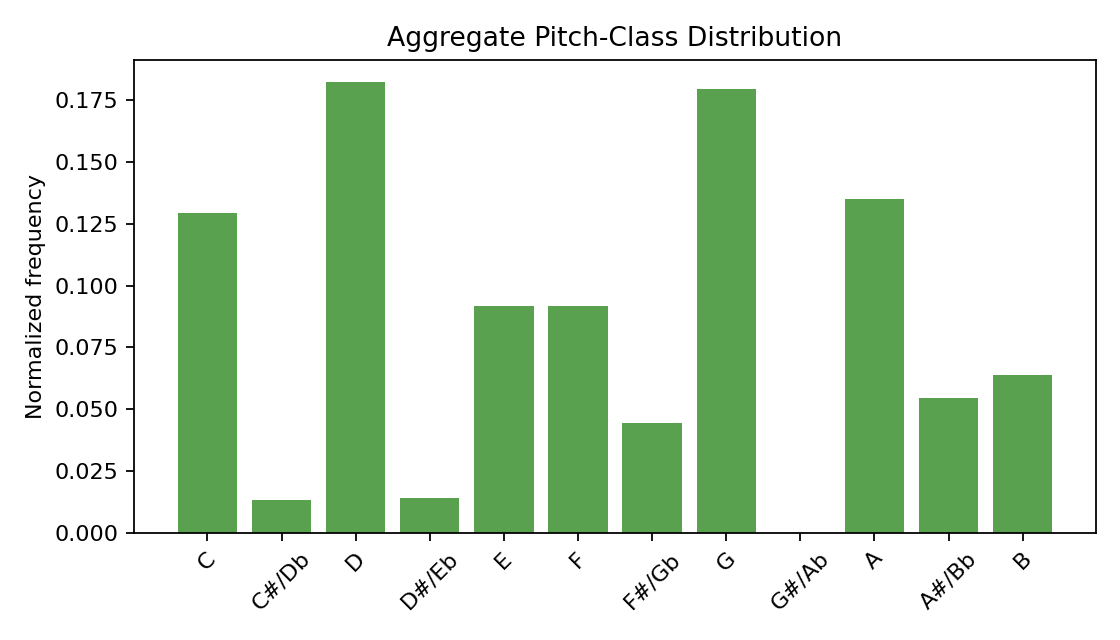 Aggregate Pitch-Class Distribution
Normalized frequency
0.175
0.150
0.125
0.100
0.075
0.050
0.025
0.000
C
C#/Db
D
D#/Eb
E
F
F#/Gb
G
G#/Ab
A
A#/Bb
B